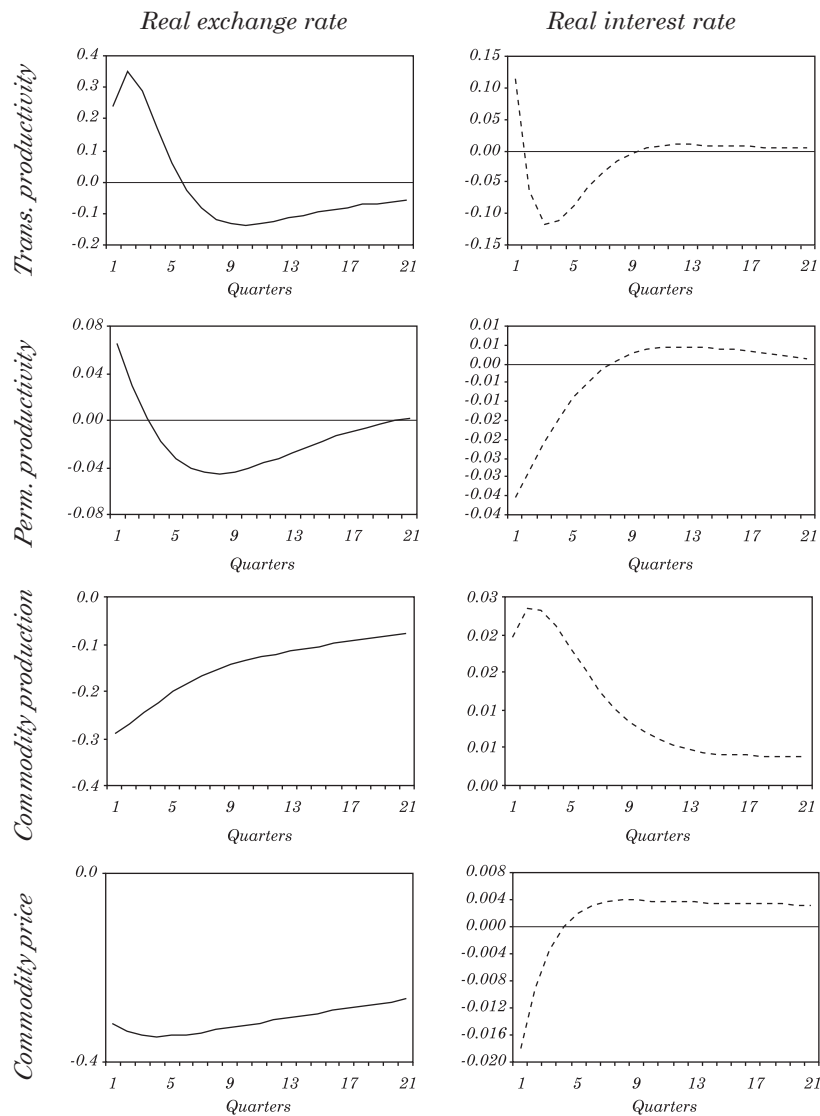 Real exchange rate
Real interest rate
Trans. productivity
0.4
0.3
0.2
0.1
0.0
-0.1
-0.2
1 5 9 13 17 21
Quarters
0.15
0.10
0.05
0.00
-0.05
-0.10
-0.15
1 5 9 13 17 21
Quarters
Perm. productivity
0.08
0.04
0.00
-0.04
-0.08
1 5 9 13 17 21
Quarters
0.01
0.01
0.00
-0.01
-0.01
-0.02
-0.02
-0.03
-0.03
-0.04
-0.04
1 5 9 13 17 21
Quarters
Commodity production
0.0
-0.1
-0.2
-0.3
-0.4
1 5 9 13 17 21
Quarters
0.03
0.02
0.02
0.01
0.01
0.00
1 5 9 13 17 21
Quarters
Commodity price
0.0
-0.4
1 5 9 13 17 21
Quarters
0.008
0.004
0.000
-0.004
-0.008
-0.012
-0.016
-0.020
1 5 9 13 17 21
Quarters